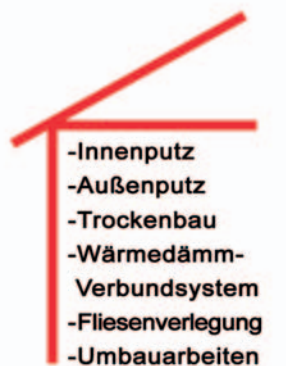 -Innenputz
-Außenputz
-Trockenbau
-Wärmedämm-
Verbundsystem
-Fliesenverlegung
-Umbauarbeiten